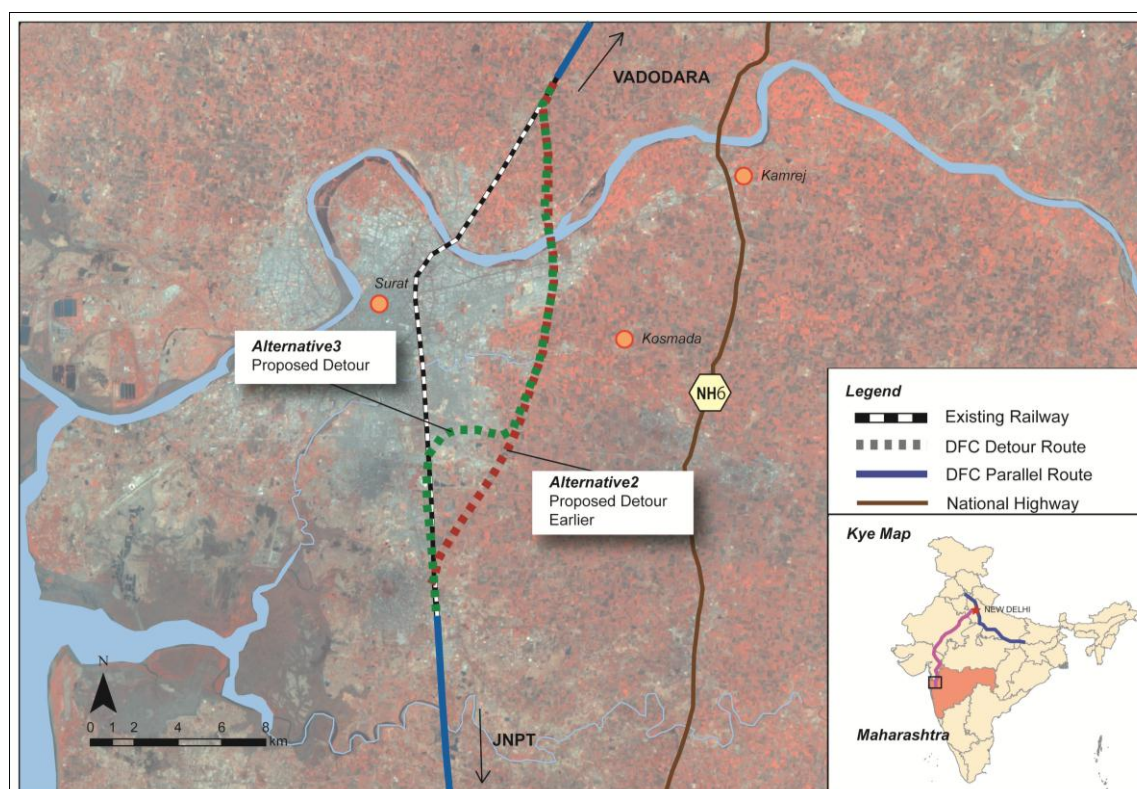 VADODARA
Kamrej
Surat
Alternative3
Proposed Detour
Kosmada
NH6
Alternative2
Proposed Detour
Earlier
Legend
Existing Railway
DFC Detour Route
DFC Parallel Route
National Highway
Kye Map
NEW DELHI
Maharashtra
N
0 1 2 4 6 8
km
JNPT